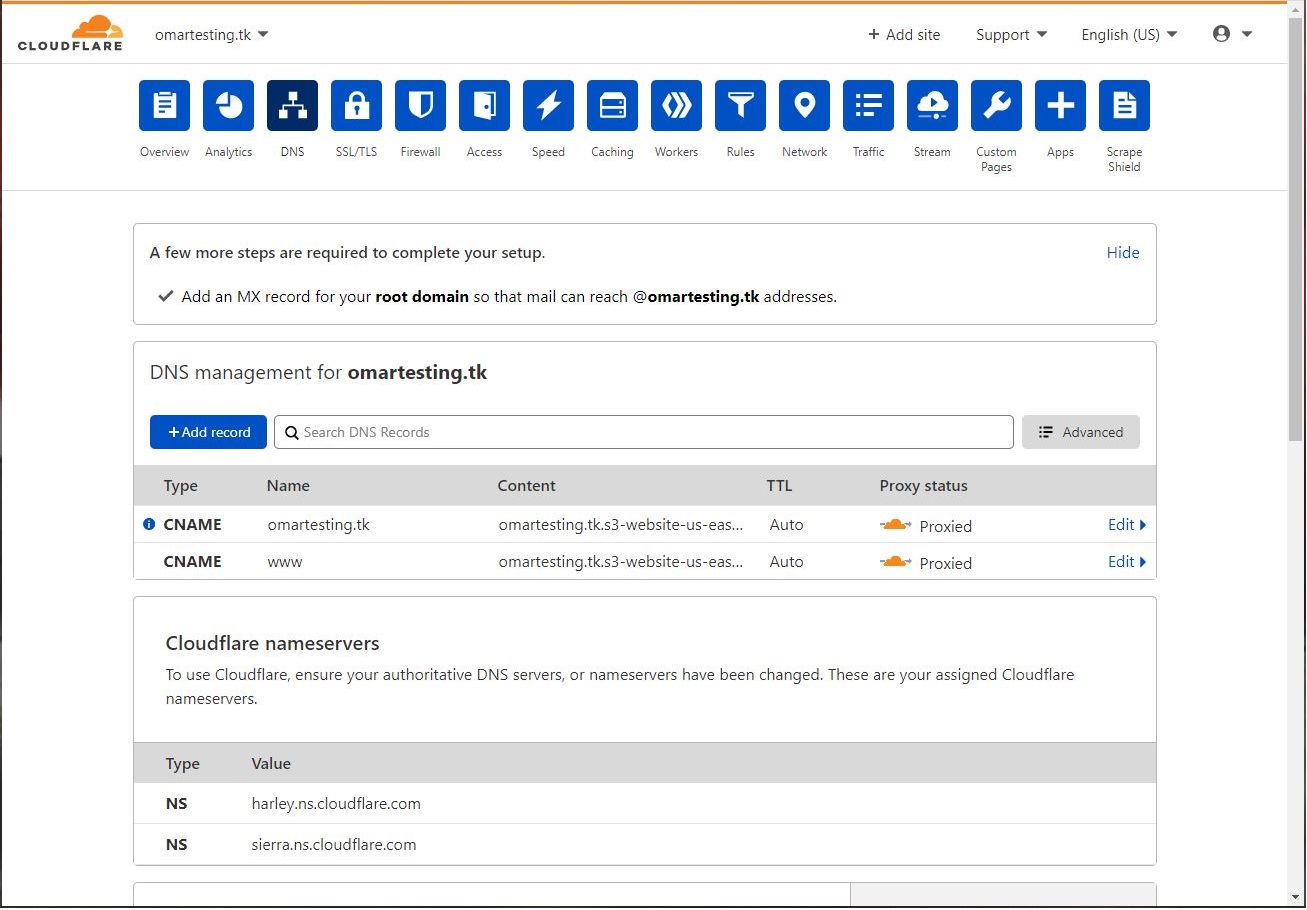 CLOUDFLARE omartesting.tk + Add site Support English (US)
Overview Analytics DNS SSL/TLS Firewall Access Speed Caching Workers Rules Network Traffic Stream Custom Pages Apps Scrape Shield
A few more steps are required to complete your setup. Hide
Add an MX record for your root domain so that mail can reach @omartesting.tk addresses.
DNS management for omartesting.tk
+ Add record Search DNS Records Advanced
Type Name Content TTL Proxy status
CNAME omartesting.tk omartesting.tk.s3-website-us-eas... Auto Proxied Edit
CNAME www omartesting.tk.s3-website-us-eas... Auto Proxied Edit
Cloudflare nameservers
To use Cloudflare, ensure your authoritative DNS servers, or nameservers have been changed. These are your assigned Cloudflare
nameservers.
Type Value
NS harley.ns.cloudflare.com
NS sierra.ns.cloudflare.com